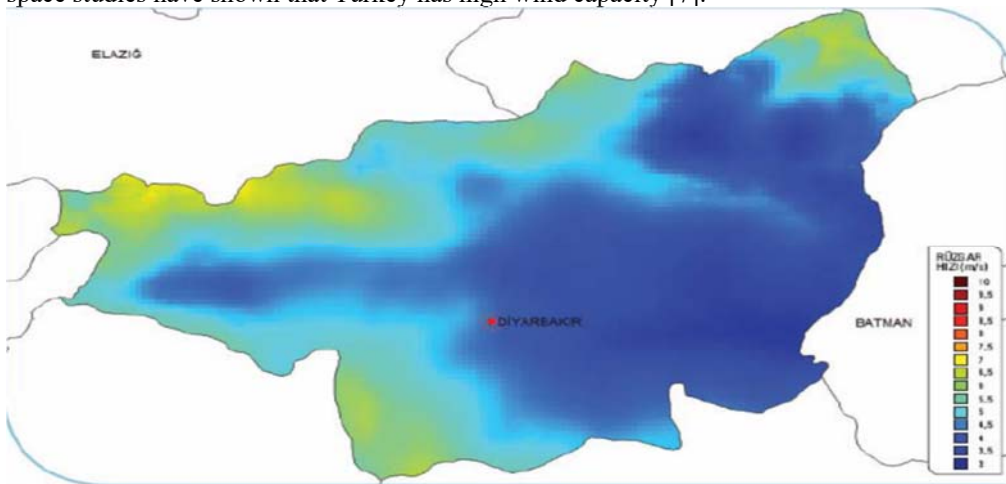 space studies have shown that Turkey has high wind capacity [7].
ELAZIĞ
DİYARBAKIR
BATMAN
RÜZGAR
HIZI (m/s)
10
9,5
9
8,5
8
7,5
7
6,5
6
5,5
5
4,5
4
3,5
3